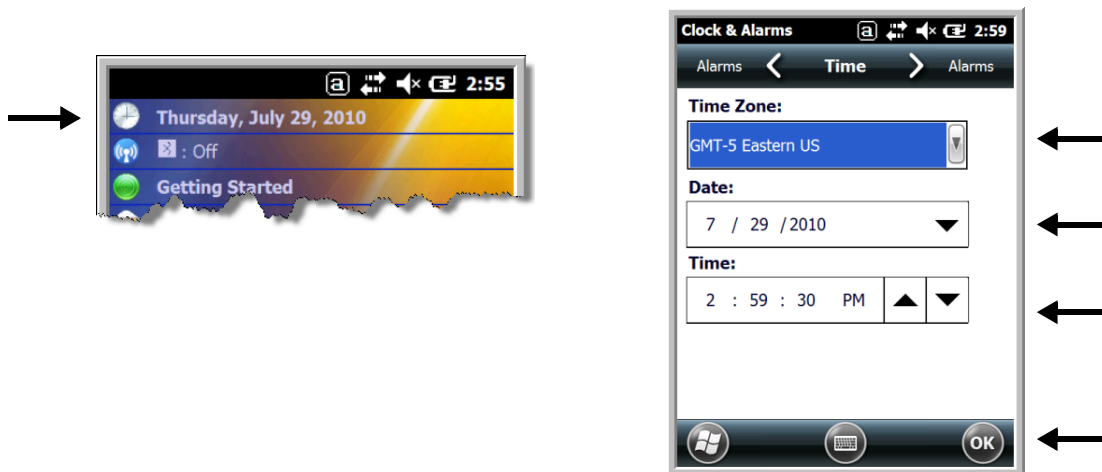 a 2:55
Thursday, July 29, 2010
: Off
Getting Started
Clock & Alarms a 2:59
Alarms Time Alarms
Time Zone:
GMT-5 Eastern US
Date:
7 / 29 / 2010
Time:
2 : 59 : 30 PM
OK